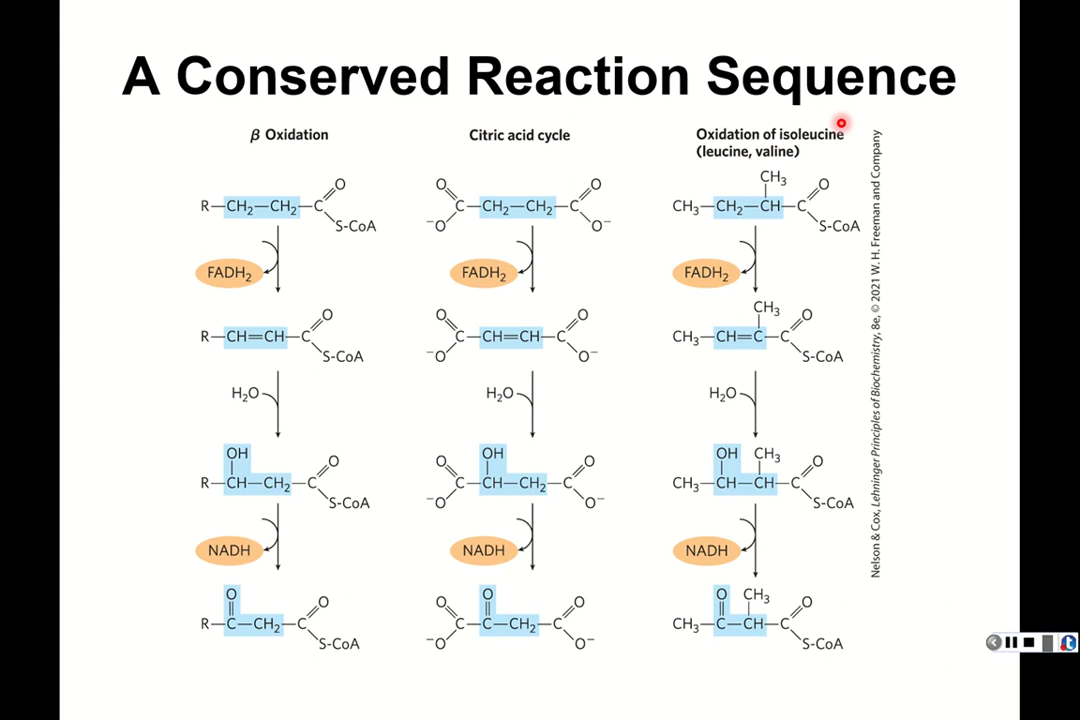 A Conserved Reaction Sequence
β Oxidation
Citric acid cycle
Oxidation of isoleucine
(leucine, valine)
R—CH₂—CH₂—C
O
S-CoA
O
⁻O
C—CH₂—CH₂—C
O
O⁻
CH₃
CH₃—CH₂—CH—C
O
S-CoA
FADH₂
FADH₂
FADH₂
R—CH=CH—C
O
S-CoA
O
⁻O
C—CH=CH—C
O
O⁻
CH₃
CH₃—CH=C—C
O
S-CoA
H₂O
H₂O
H₂O
OH
R—CH—CH₂—C
O
S-CoA
OH
O
⁻O
C—CH—CH₂—C
O
O⁻
OH CH₃
CH₃—CH—CH—C
O
S-CoA
NADH
NADH
NADH
O
R—C—CH₂—C
O
S-CoA
O
O
⁻O
C—C—CH₂—C
O
O⁻
O CH₃
CH₃—C—CH—C
O
S-CoA
Nelson & Cox, Lehninger Principles of Biochemistry, 8e, © 2021 W. H. Freeman and Company